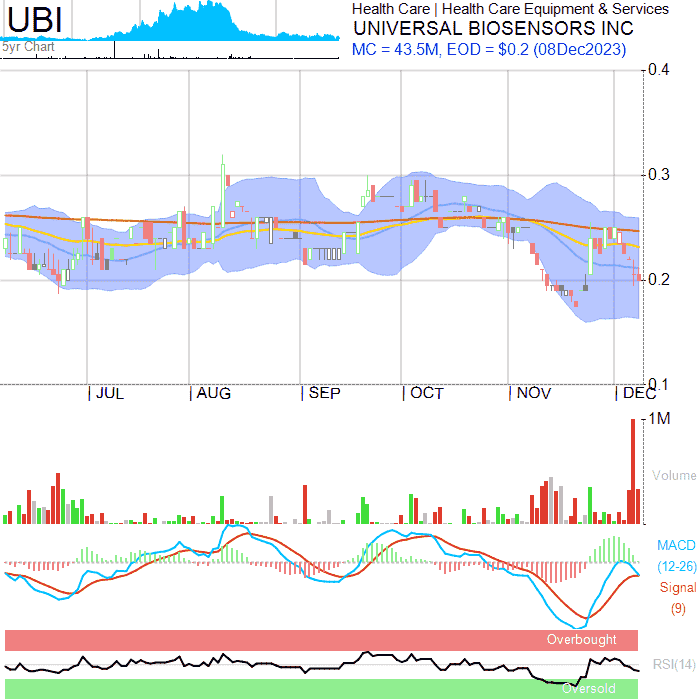 UBI
5yr Chart
Health Care | Health Care Equipment & Services
UNIVERSAL BIOSENSORS INC
MC = 43.5M, EOD = $0.2 (08Dec2023)
0.4
0.3
0.2
0.1
JUL
AUG
SEP
OCT
NOV
DEC
1M
Volume
MACD
(12-26)
Signal
(9)
Overbought
RSI(14)
Oversold